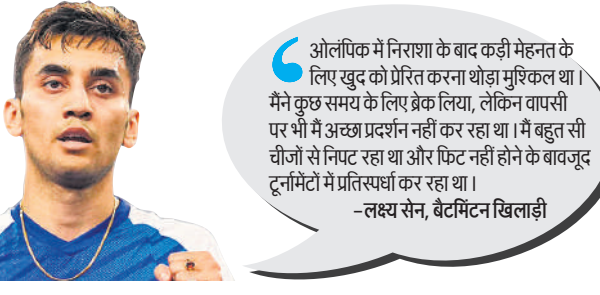 ओलंपिक में निराशा के बाद कड़ी मेहनत के
लिए खुद को प्रेरित करना थोड़ा मुश्किल था।
मैंने कुछ समय के लिए ब्रेक लिया, लेकिन वापसी
पर भी मैं अच्छा प्रदर्शन नहीं कर रहा था। मैं बहुत सी
चीजों से निपट रहा था और फिट नहीं होने के बावजूद
टूर्नामेंटों में प्रतिस्पर्धा कर रहा था।
-लक्ष्य सेन, बैटमिंटन खिलाड़ी